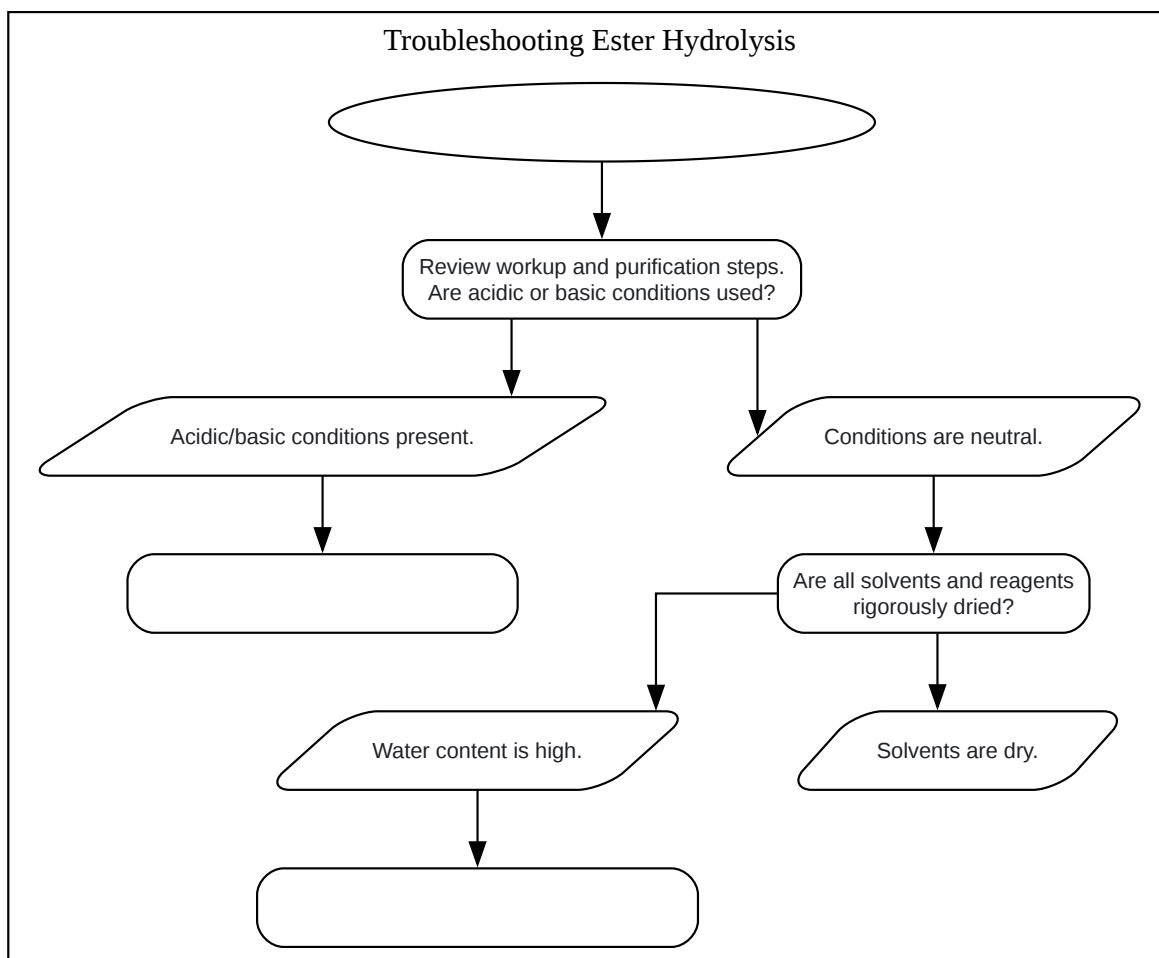 Troubleshooting Ester Hydrolysis
Review workup and purification steps.
Are acidic or basic conditions used?
Acidic/basic conditions present.
Conditions are neutral.
Are all solvents and reagents
rigorously dried?
Water content is high.
Solvents are dry.